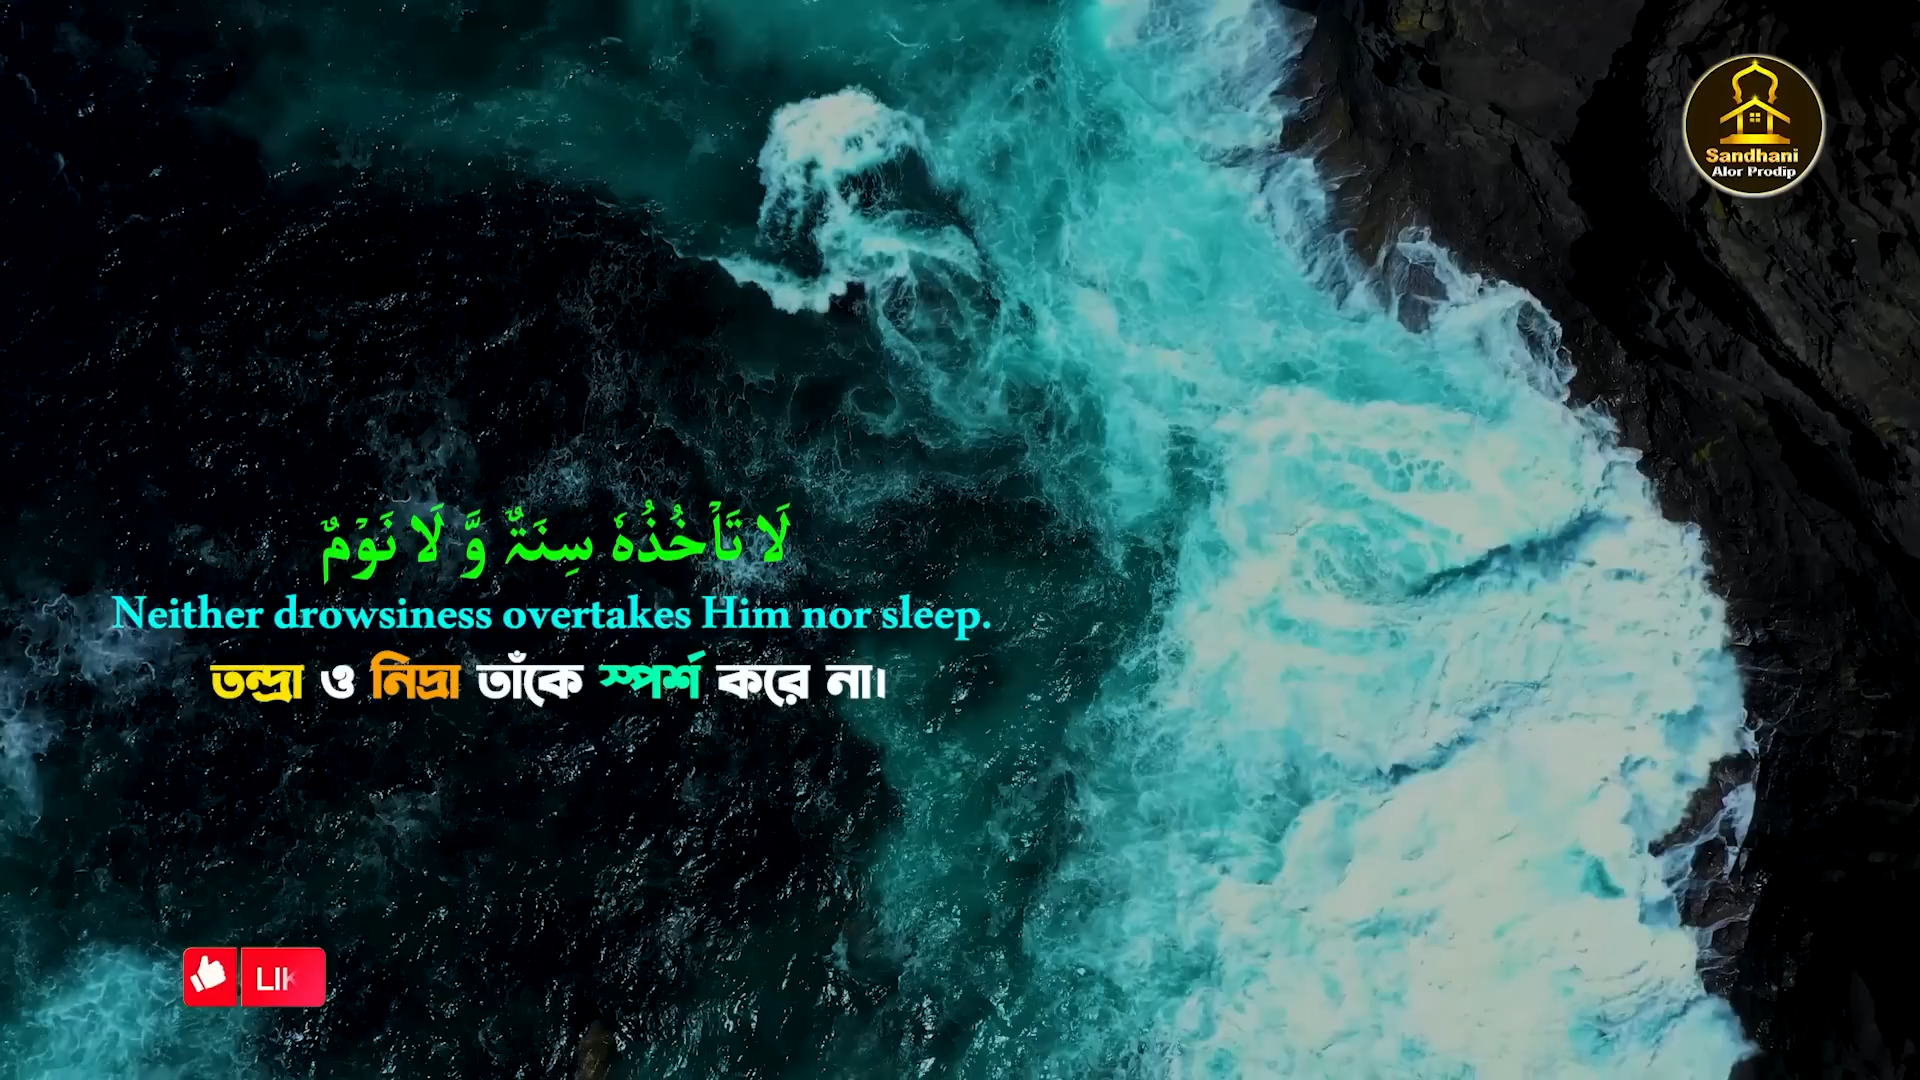 Sandhani
Alor Prodip
لَا تَاۡخُذُہٗ سِنَۃٌ وَّ لَا نَوۡمٌ
Neither drowsiness overtakes Him nor sleep.
তন্দ্রা ও নিদ্রা তাঁকে স্পর্শ করে না।
LIK